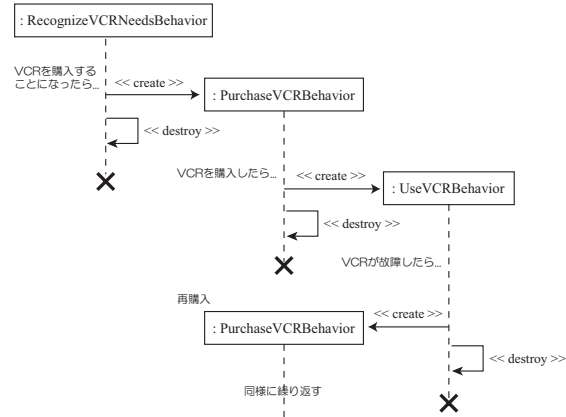 : RecognizeVCRNeedsBehavior
VCRを購入する
ことになったら...
<< create >>
: PurchaseVCRBehavior
<< destroy >>
VCRを購入したら...
<< create >>
: UseVCRBehavior
<< destroy >>
VCRが故障したら...
再購入
<< create >>
: PurchaseVCRBehavior
<< destroy >>
同様に繰り返す